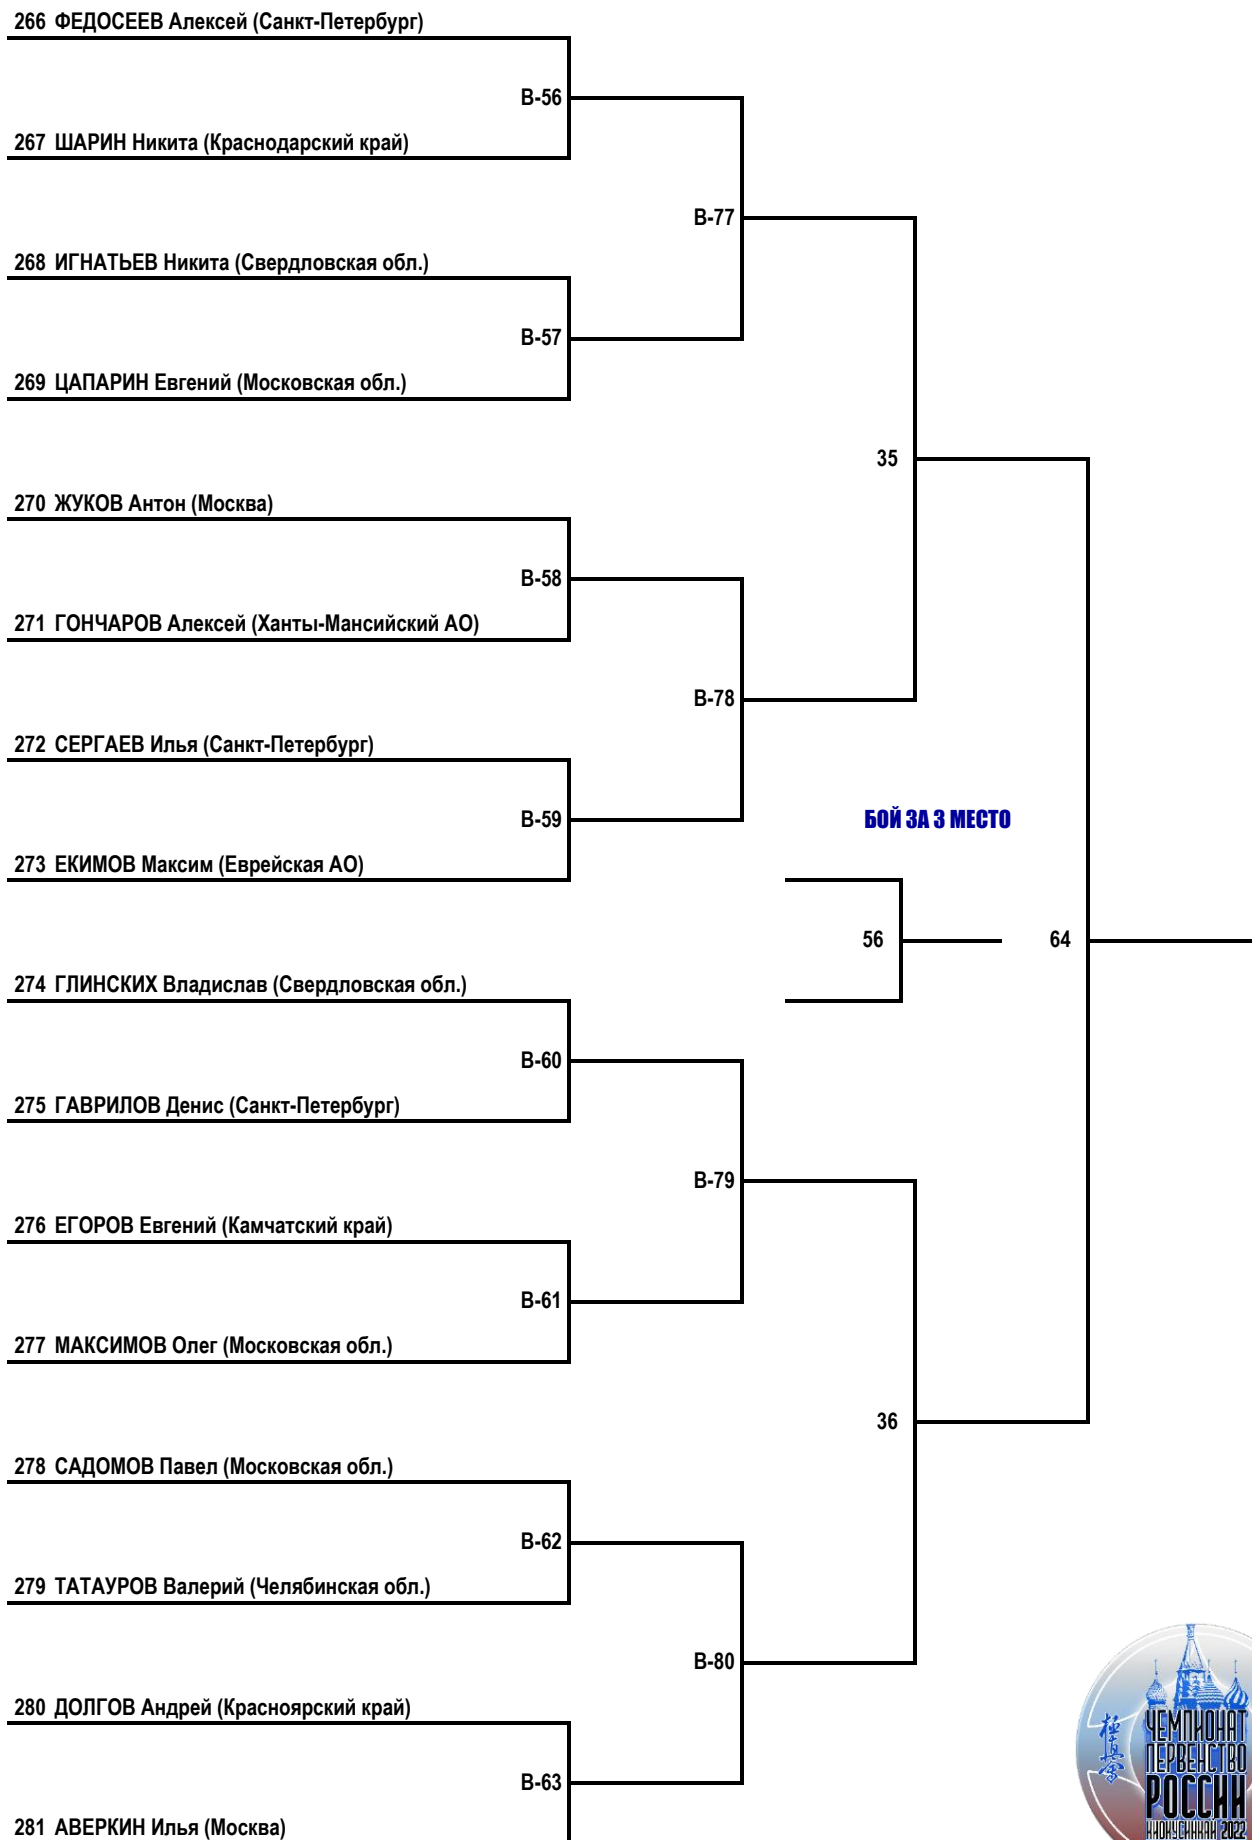 266 ФЕДОСЕЕВ Алексей (Санкт-Петербург)
В-56
267 ШАРИН Никита (Краснодарский край)
В-77
268 ИГНАТЬЕВ Никита (Свердловская обл.)
В-57
269 ЦАПАРИН Евгений (Московская обл.)
35
270 ЖУКОВ Антон (Москва)
В-58
271 ГОНЧАРОВ Алексей (Ханты-Мансийский АО)
В-78
272 СЕРГАЕВ Илья (Санкт-Петербург)
В-59
БОЙ ЗА 3 МЕСТО
273 ЕКИМОВ Максим (Еврейская АО)
56
64
274 ГЛИНСКИХ Владислав (Свердловская обл.)
В-60
275 ГАВРИЛОВ Денис (Санкт-Петербург)
В-79
276 ЕГОРОВ Евгений (Камчатский край)
В-61
277 МАКСИМОВ Олег (Московская обл.)
36
278 САДОМОВ Павел (Московская обл.)
В-62
279 ТАТАУРОВ Валерий (Челябинская обл.)
В-80
280 ДОЛГОВ Андрей (Красноярский край)
В-63
281 АВЕРКИН Илья (Москва)
極真会
ЧЕМПИОНАТ
ПЕРВЕНСТВО
РОССИИ
КИОКУСИНКАЙ 2022